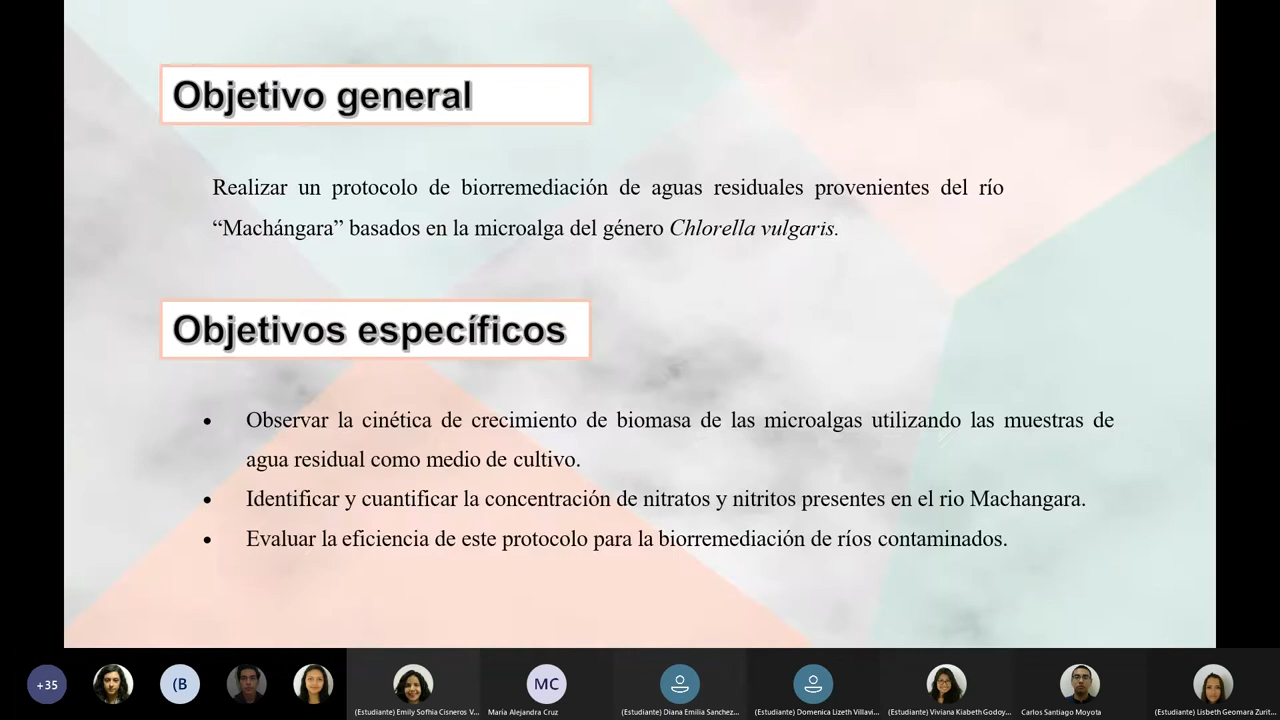 Objetivo general
Realizar un protocolo de biorremediación de aguas residuales provenientes del río
“Machángara” basados en la microalga del género Chlorella vulgaris.
Objetivos específicos
• Observar la cinética de crecimiento de biomasa de las microalgas utilizando las muestras de
agua residual como medio de cultivo.
• Identificar y cuantificar la concentración de nitratos y nitritos presentes en el rio Machangara.
• Evaluar la eficiencia de este protocolo para la biorremediación de ríos contaminados.
+35
(B
MC
(Estudiante) Emily Sofhia Cisneros V...
María Alejandra Cruz
(Estudiante) Diana Emilia Sanchez...
(Estudiante) Domenica Lizeth Villavi...
(Estudiante) Viviana Kiabeth Godoy...
Carlos Santiago Moyota
(Estudiante) Lisbeth Geomara Zurit...